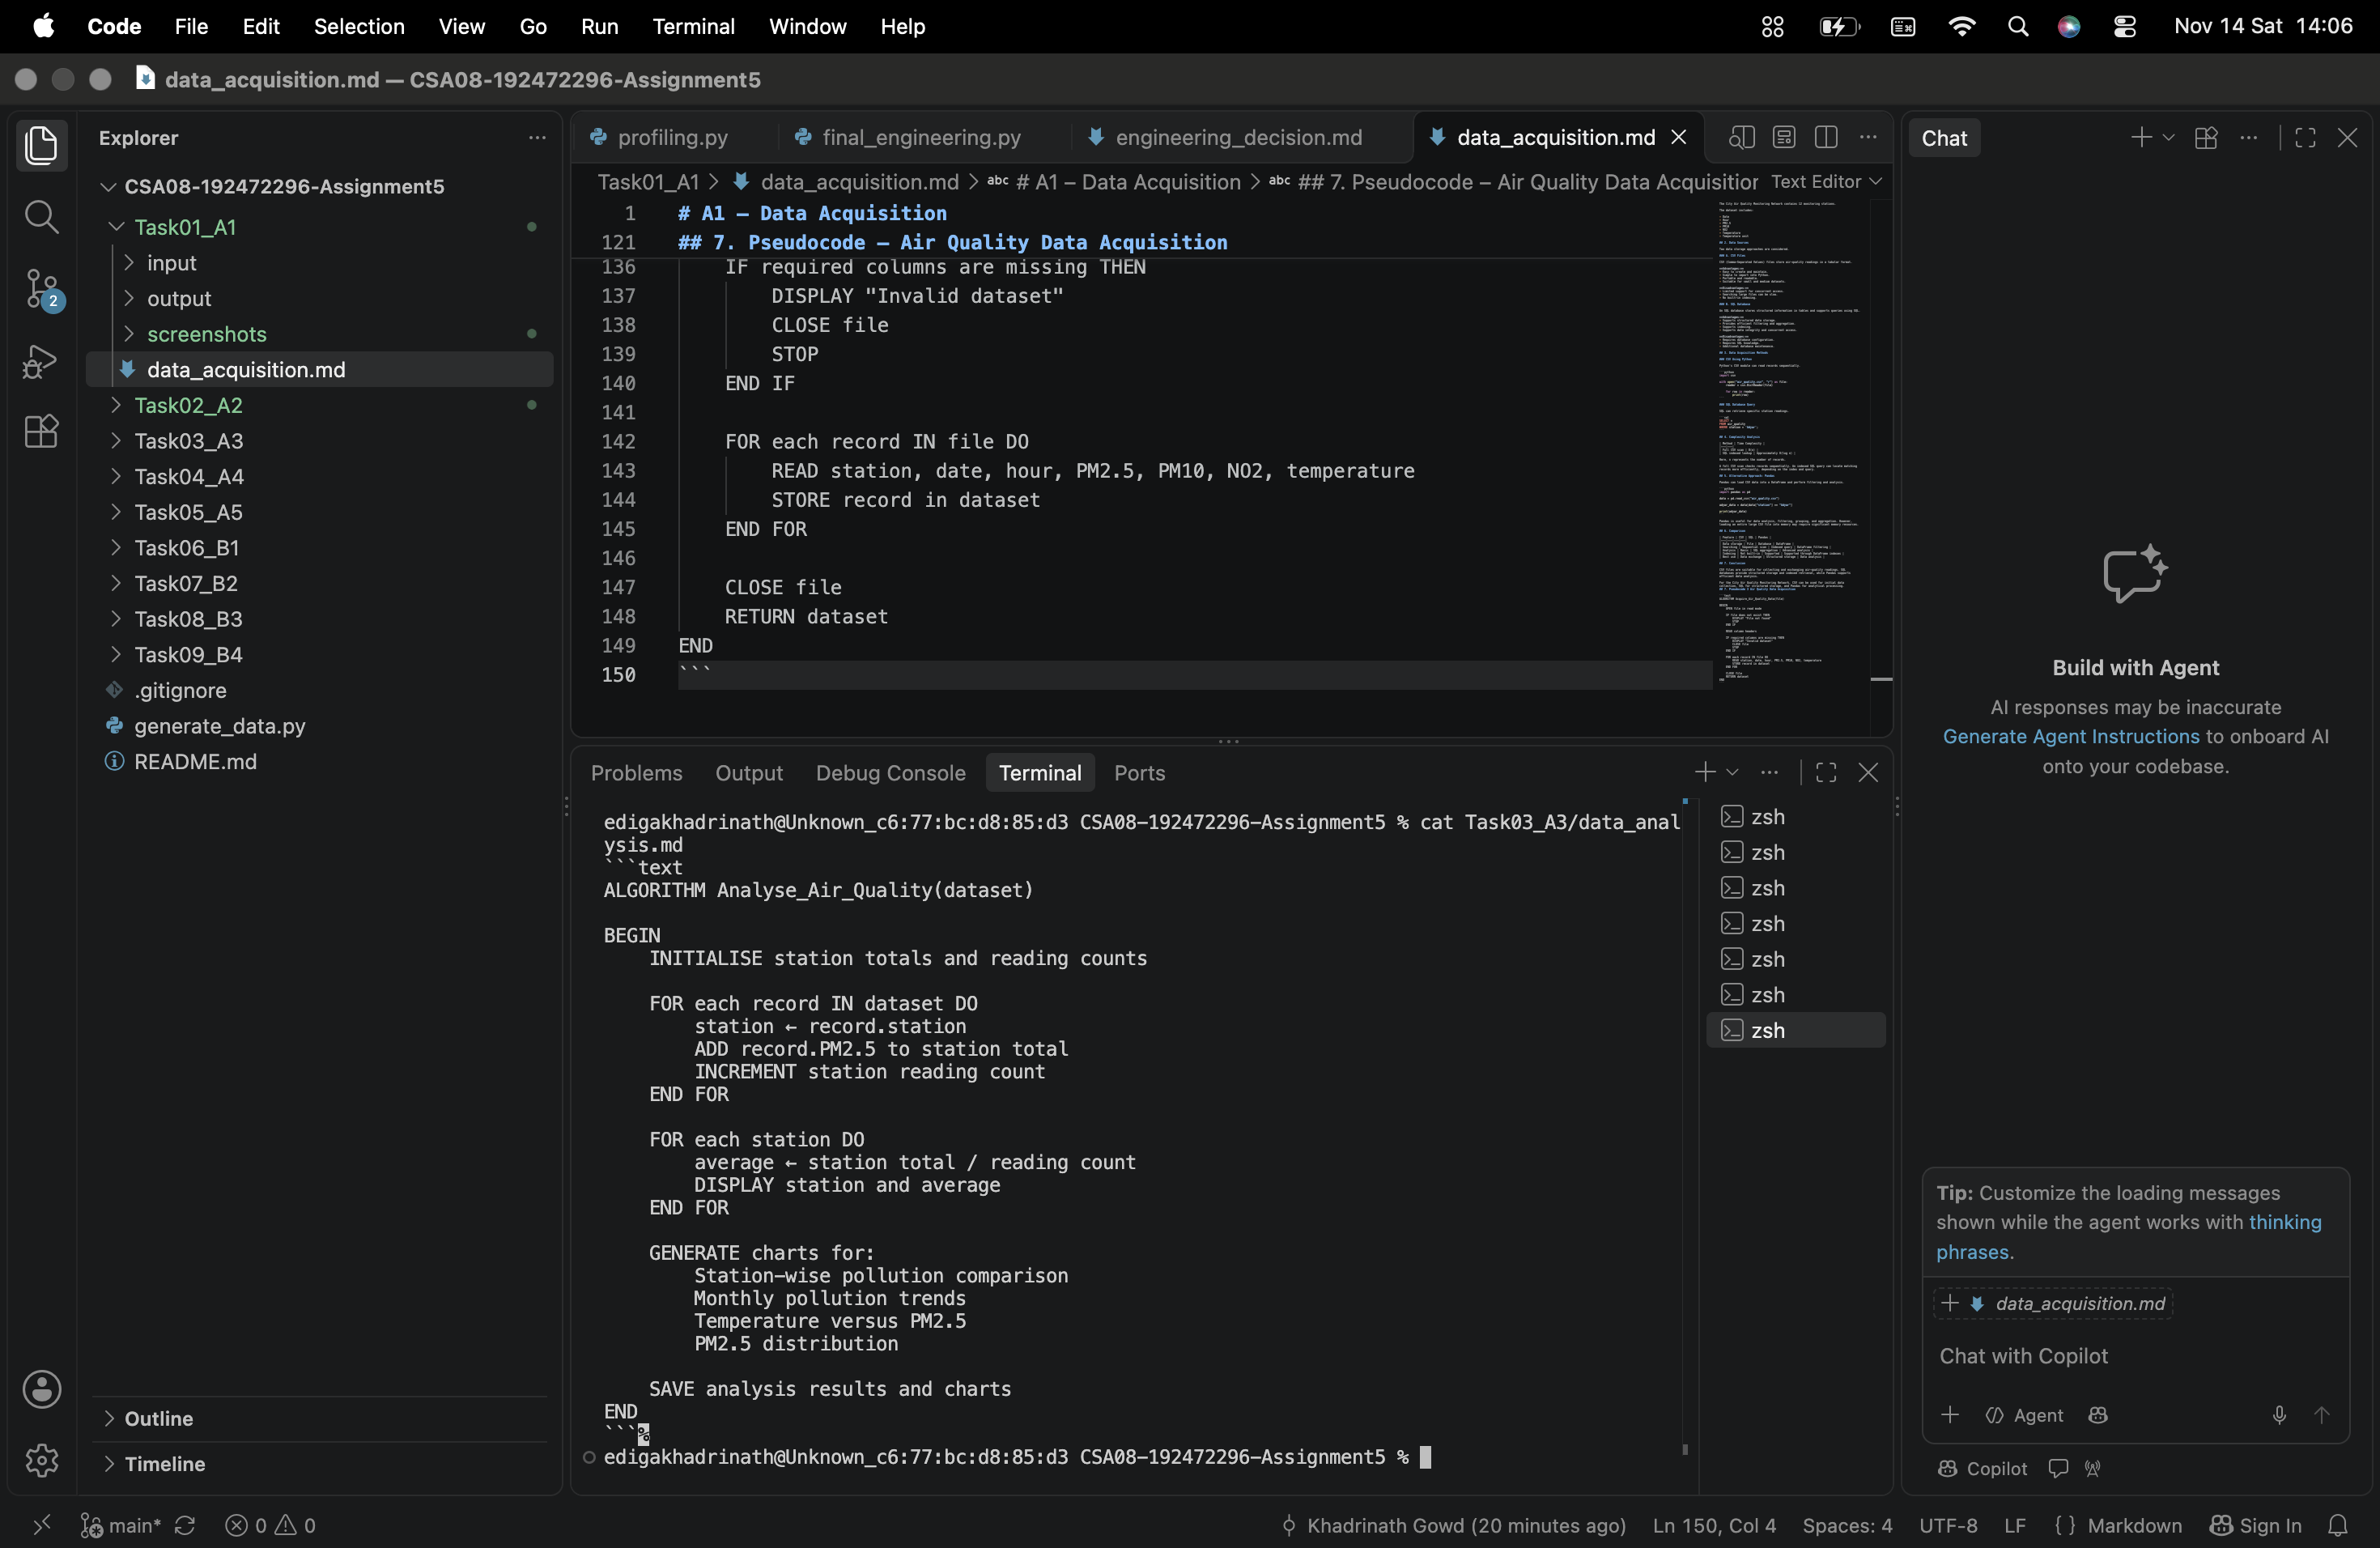 Code File Edit Selection View Go Run Terminal Window Help Nov 14 Sat 14:06
data_acquisition.md — CSA08-192472296-Assignment5
Explorer
CSA08-192472296-Assignment5
Task01_A1
input
output
screenshots
data_acquisition.md
Task02_A2
Task03_A3
Task04_A4
Task05_A5
Task06_B1
Task07_B2
Task08_B3
Task09_B4
.gitignore
generate_data.py
README.md
Outline
Timeline
2
profiling.py final_engineering.py engineering_decision.md data_acquisition.md
Task01_A1 > data_acquisition.md > abc # A1 – Data Acquisition > abc ## 7. Pseudocode – Air Quality Data Acquisition Text Editor
1 # A1 – Data Acquisition
121 ## 7. Pseudocode – Air Quality Data Acquisition
136 IF required columns are missing THEN
137 DISPLAY "Invalid dataset"
138 CLOSE file
139 STOP
140 END IF
141
142 FOR each record IN file DO
143 READ station, date, hour, PM2.5, PM10, NO2, temperature
144 STORE record in dataset
145 END FOR
146
147 CLOSE file
148 RETURN dataset
149 END
150 ```
Problems Output Debug Console Terminal Ports
edigakhadrinath@Unknown_c6:77:bc:d8:85:d3 CSA08-192472296-Assignment5 % cat Task03_A3/data_anal
ysis.md
```text
ALGORITHM Analyse_Air_Quality(dataset)
BEGIN
INITIALISE station totals and reading counts
FOR each record IN dataset DO
station ← record.station
ADD record.PM2.5 to station total
INCREMENT station reading count
END FOR
FOR each station DO
average ← station total / reading count
DISPLAY station and average
END FOR
GENERATE charts for:
Station-wise pollution comparison
Monthly pollution trends
Temperature versus PM2.5
PM2.5 distribution
SAVE analysis results and charts
END
```%
edigakhadrinath@Unknown_c6:77:bc:d8:85:d3 CSA08-192472296-Assignment5 %
zsh
zsh
zsh
zsh
zsh
zsh
zsh
Chat
Build with Agent
AI responses may be inaccurate
Generate Agent Instructions to onboard AI
onto your codebase.
Tip: Customize the loading messages
shown while the agent works with thinking
phrases.
data_acquisition.md
Chat with Copilot
Agent
Copilot
main* 0 0 Khadrinath Gowd (20 minutes ago) Ln 150, Col 4 Spaces: 4 UTF-8 LF {} Markdown Sign In